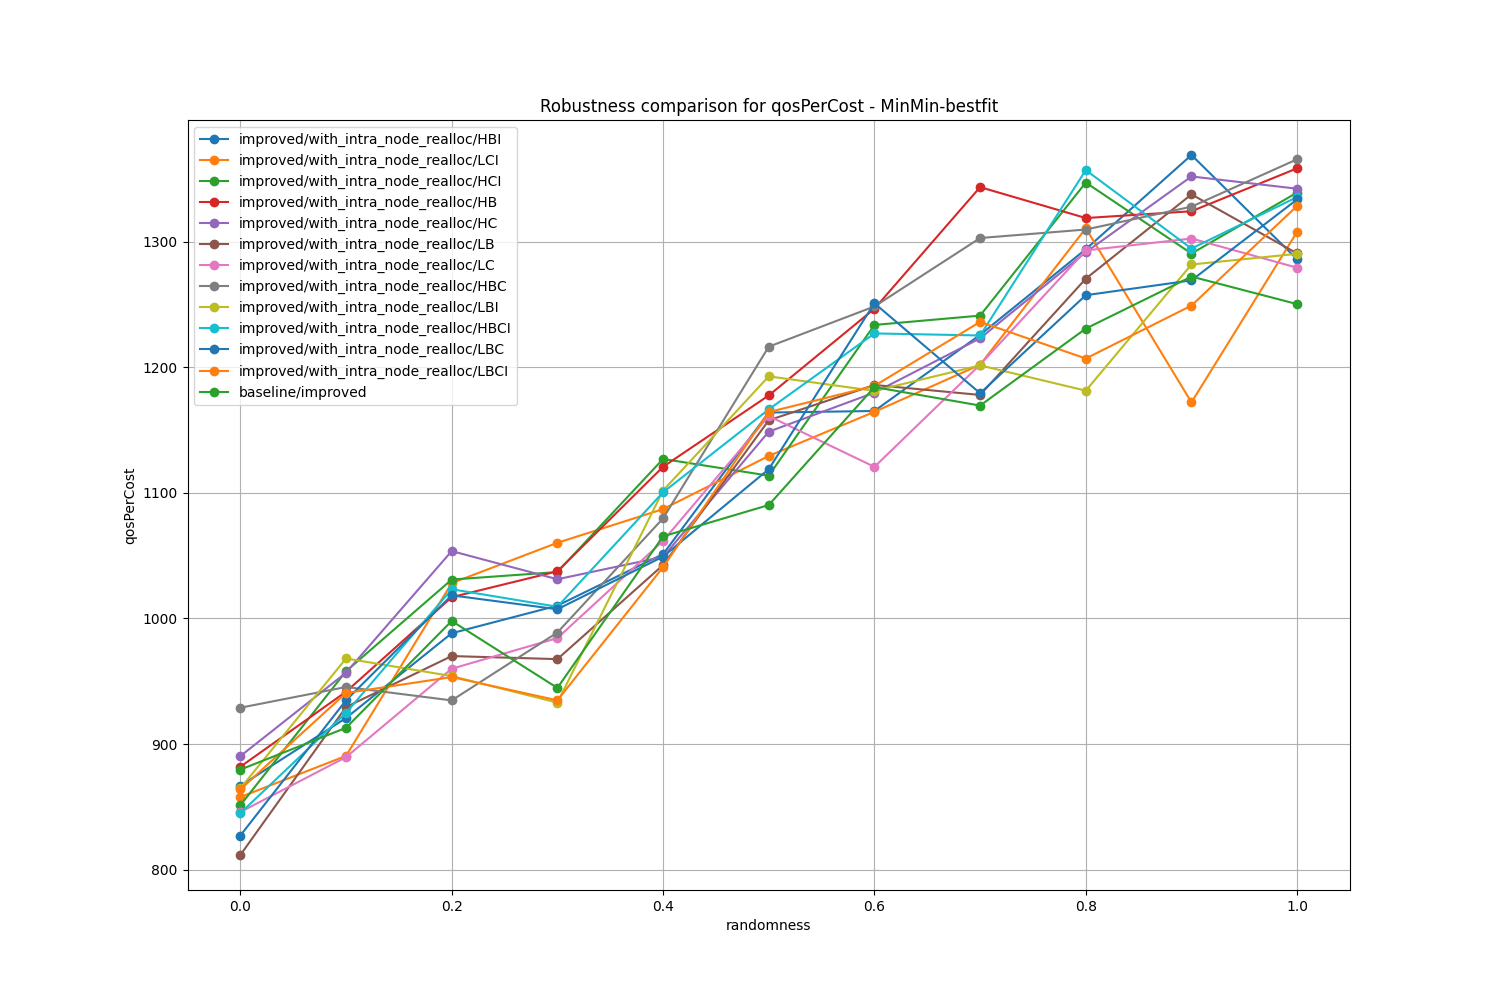 Robustness comparison for qosPerCost - MinMin-bestfit
improved/with_intra_node_realloc/HBI
improved/with_intra_node_realloc/LCI
improved/with_intra_node_realloc/HCI
improved/with_intra_node_realloc/HB
improved/with_intra_node_realloc/HC
improved/with_intra_node_realloc/LB
improved/with_intra_node_realloc/LC
improved/with_intra_node_realloc/HBC
improved/with_intra_node_realloc/LBI
improved/with_intra_node_realloc/HBCI
improved/with_intra_node_realloc/LBC
improved/with_intra_node_realloc/LBCI
baseline/improved
1300
1200
1100
1000
900
800
qosPerCost
0.0 0.2 0.4 0.6 0.8 1.0
randomness